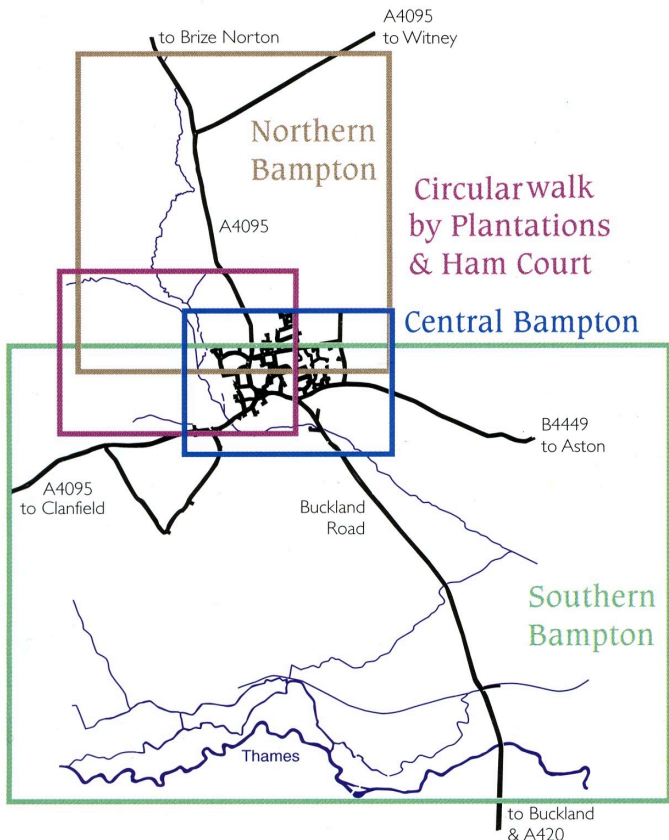 A4095
to Witney
to Brize Norton
Northern
Bampton
Circular walk
by Plantations
& Ham Court
A4095
Central Bampton
B4449
to Aston
A4095
to Clanfield
Buckland
Road
Southern
Bampton
Thames
to Buckland
& A420